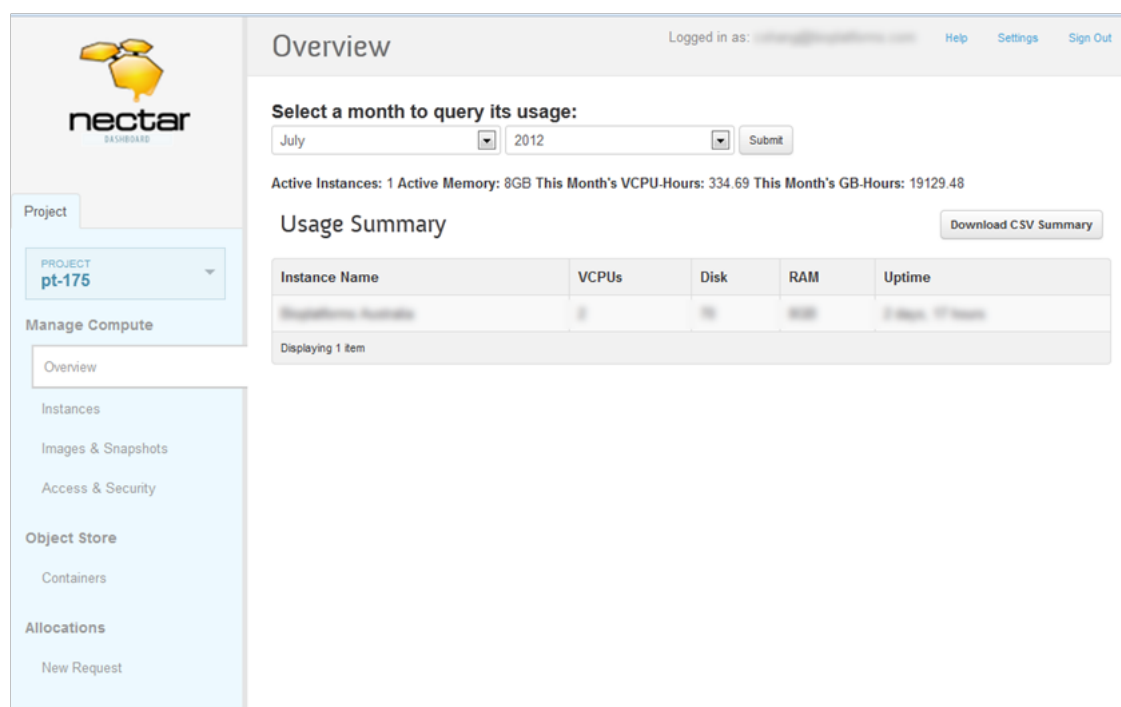 nectar
DASHBOARD
Project
PROJECT
pt-175
Manage Compute
Overview
Instances
Images & Snapshots
Access & Security
Object Store
Containers
Allocations
New Request
Overview
Logged in as:
Help Settings Sign Out
Select a month to query its usage:
July 2012 Submit
Active Instances: 1 Active Memory: 8GB This Month's VCPU-Hours: 334.69 This Month's GB-Hours: 19129.48
Usage Summary
Download CSV Summary
Instance Name VCPUs Disk RAM Uptime
Displaying 1 item